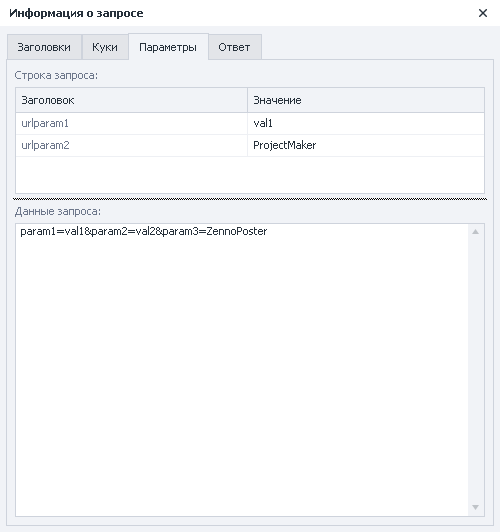 Информация о запросе
Заголовки Куки Параметры Ответ
Строка запроса:
Заголовок Значение
urlparam1 val1
urlparam2 ProjectMaker
Данные запроса:
param1=val1&param2=val2&param3=ZennoPoster